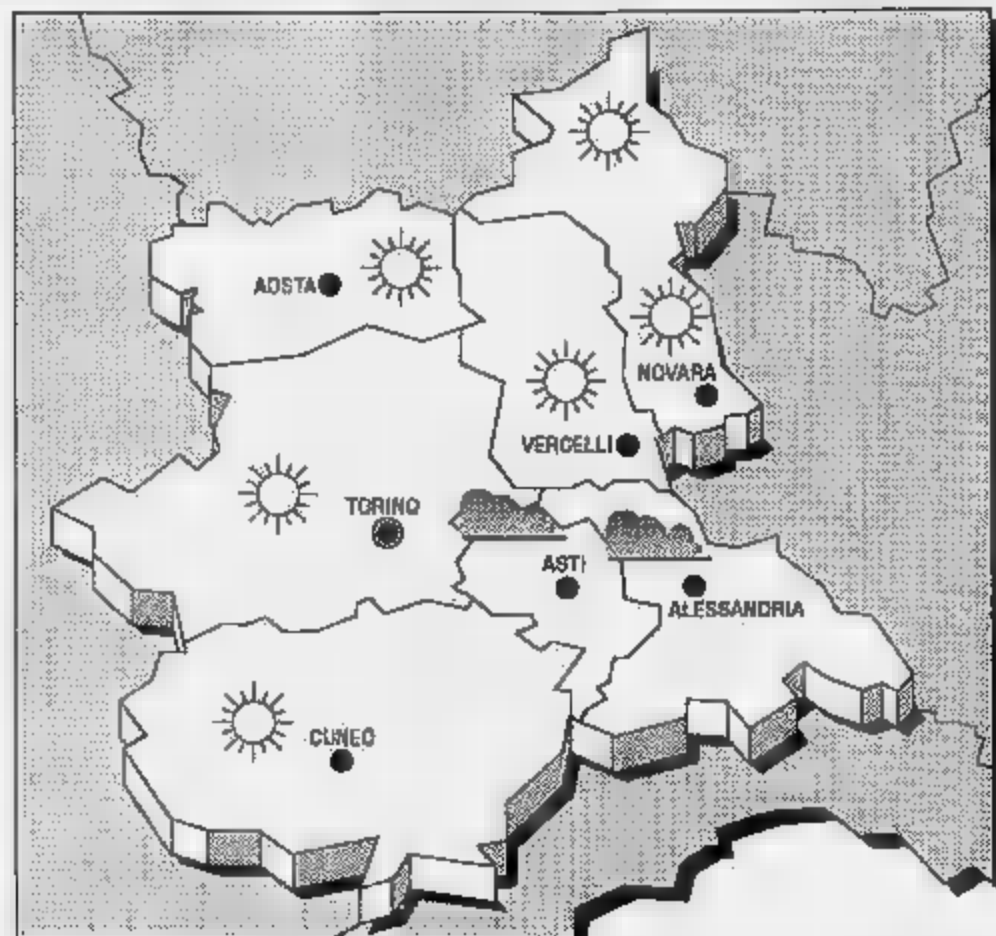 AOSTA
NOVARA
VERCELLI
TORINO
ASTI
ALESSANDRIA
CUNEO